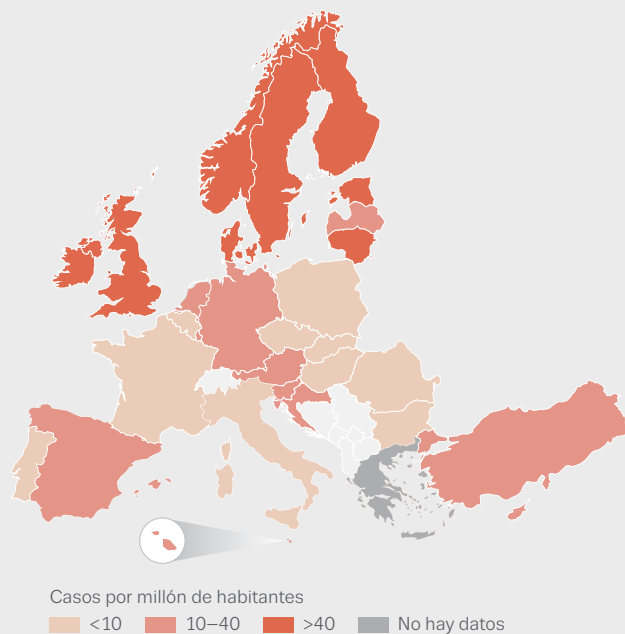 Casos por millón de habitantes
<10 10–40 >40 No hay datos